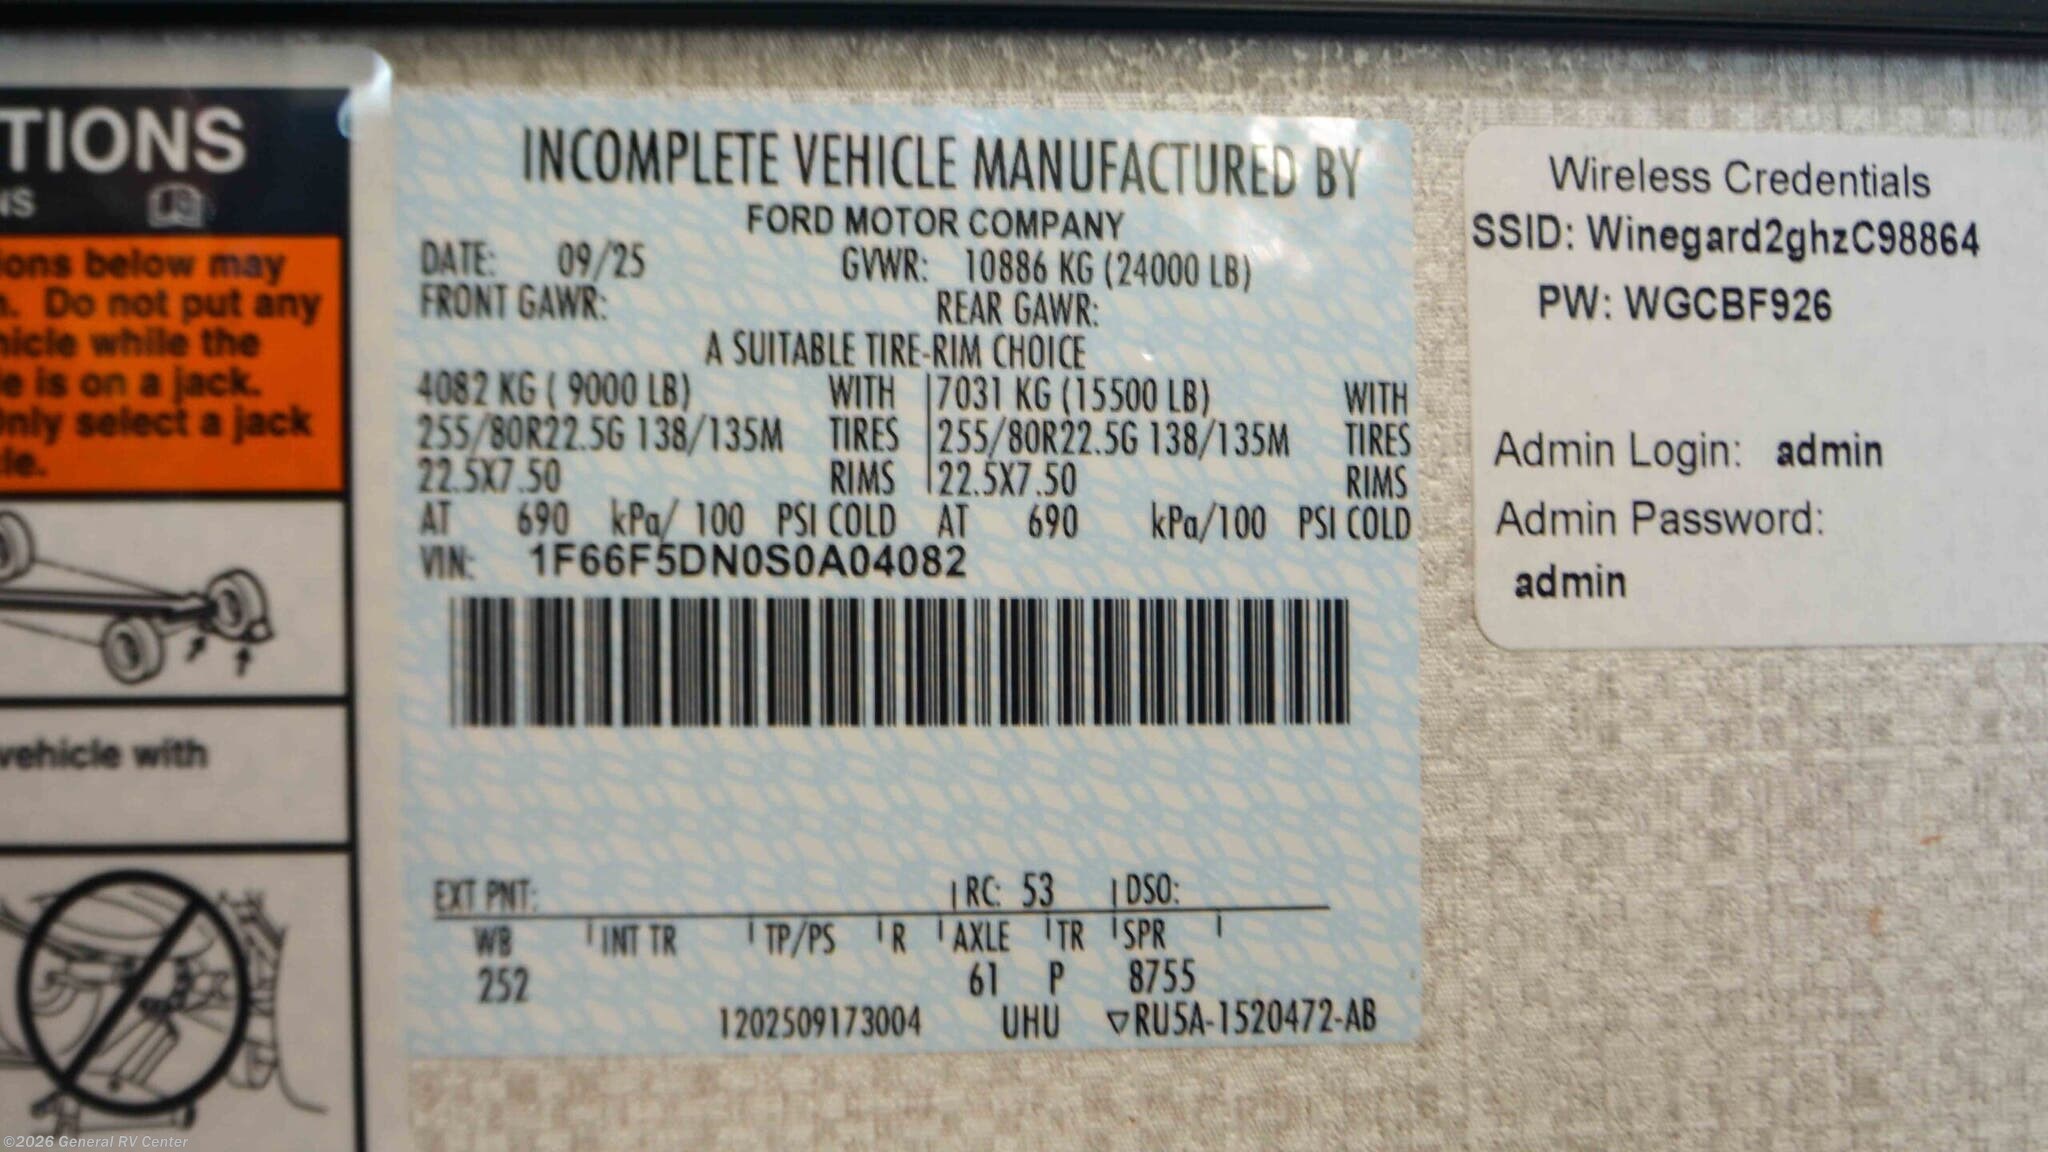 TIONS
NS
ions below may
. Do not put any
hicle while the
e is on a jack.
Only select a jack
le.
vehicle with
INCOMPLETE VEHICLE MANUFACTURED BY
FORD MOTOR COMPANY
DATE: 09/25 GVWR: 10886 KG (24000 LB)
FRONT GAWR: REAR GAWR:
A SUITABLE TIRE-RIM CHOICE
4082 KG ( 9000 LB) WITH 7031 KG (15500 LB) WITH
255/80R22.5G 138/135M TIRES 255/80R22.5G 138/135M TIRES
22.5X7.50 RIMS 22.5X7.50 RIMS
AT 690 kPa/ 100 PSI COLD AT 690 kPa/100 PSI COLD
VIN: 1F66F5DN0S0A04082
EXT PNT: RC: 53 DSO:
WB INT TR TP/PS R AXLE TR SPR
252 61 P 8755
1202509173004 UHU ▽RU5A-1520472-AB
Wireless Credentials
SSID: Winegard2ghzC98864
PW: WGCBF926
Admin Login: admin
Admin Password:
admin
©2026 General RV Center